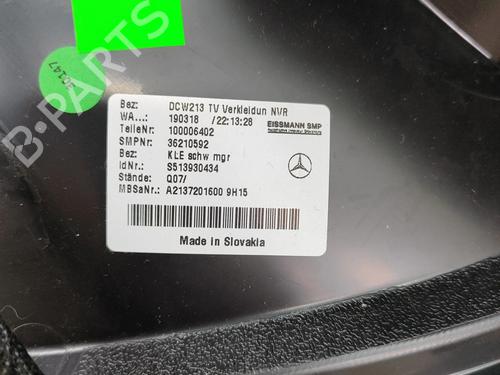 30147
Bez: DCW213 TV Verkleidun NVR
WA...: 190318 /22:13:28
EISSMANN SMP
TeileNr: 100006402
SMPNr: 36210592
Bez: KLE schw mgr
IdNr.: S513930434
Stände: Q07/
MBSaNr.: A2137201600 9H15
Made in Slovakia